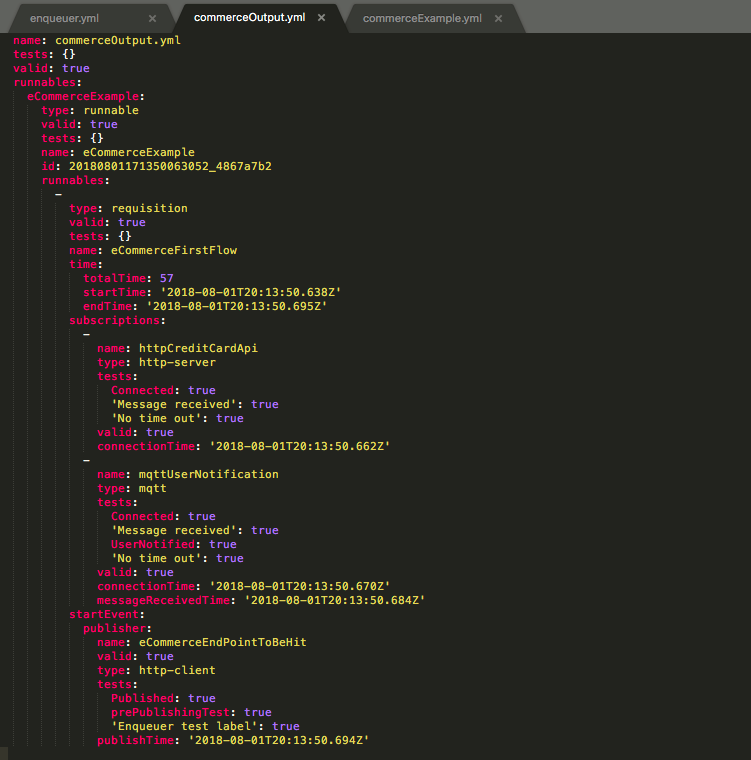 enqueuer.yml × commerceOutput.yml × commerceExample.yml ×
name: commerceOutput.yml
tests: {}
valid: true
runnables:
  eCommerceExample:
    type: runnable
    valid: true
    tests: {}
    name: eCommerceExample
    id: 20180801171350063052_4867a7b2
    runnables:
      -
        type: requisition
        valid: true
        tests: {}
        name: eCommerceFirstFlow
        time:
          totalTime: 57
          startTime: '2018-08-01T20:13:50.638Z'
          endTime: '2018-08-01T20:13:50.695Z'
        subscriptions:
          -
            name: httpCreditCardApi
            type: http-server
            tests:
              Connected: true
              'Message received': true
              'No time out': true
            valid: true
            connectionTime: '2018-08-01T20:13:50.662Z'
          -
            name: mqttUserNotification
            type: mqtt
            tests:
              Connected: true
              'Message received': true
              UserNotified: true
              'No time out': true
            valid: true
            connectionTime: '2018-08-01T20:13:50.670Z'
            messageReceivedTime: '2018-08-01T20:13:50.684Z'
        startEvent:
          publisher:
            name: eCommerceEndPointToBeHit
            valid: true
            type: http-client
            tests:
              Published: true
              prePublishingTest: true
              'Enqueuer test label': true
            publishTime: '2018-08-01T20:13:50.694Z'